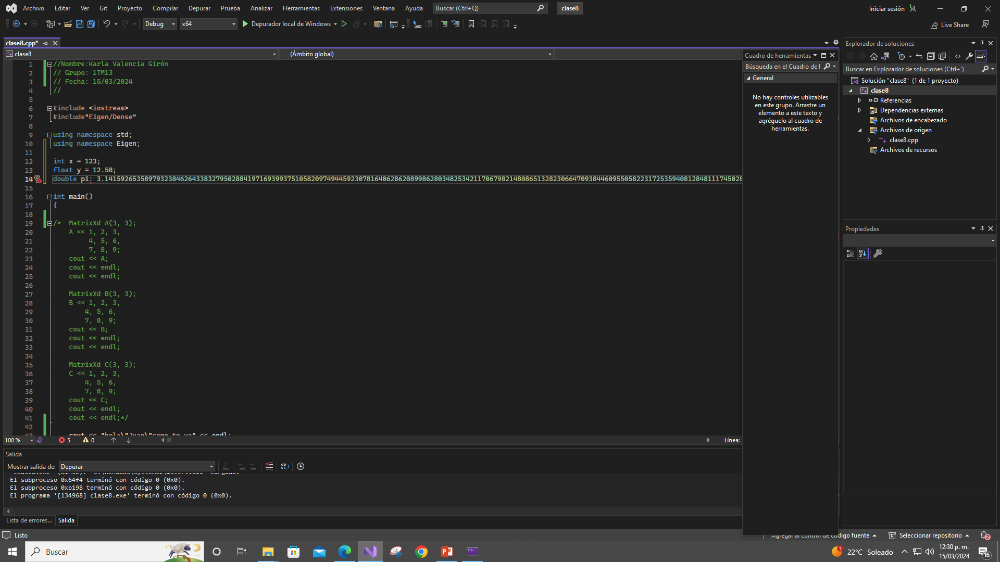 Archivo Editar Ver Git Proyecto Compilar Depurar Prueba Analizar Herramientas Extensiones Ventana Ayuda Buscar (Ctrl+Q) clase8 Iniciar sesión
Debug x64 Depurador local de Windows Live Share
clase8.cpp*
clase8 (Ámbito global)
1 //Nombre:Karla Valencia Girón
2 // Grupo: 1TM13
3 // Fecha: 15/03/2024
4 //
5
6 #include <iostream>
7 #include"Eigen/Dense"
8
9 using namespace std;
10 using namespace Eigen;
11
12 int x = 123;
13 float y = 12.58;
14 double pi: 3.14159265358979323846264338327950288419716939937510582097494459230781640628620899862803482534211706798214808651328230664709384460955058223172535940812848111745028
15
16 int main()
17 {
18
19 /* MatrixXd A(3, 3);
20 A << 1, 2, 3,
21 4, 5, 6,
22 7, 8, 9;
23 cout << A;
24 cout << endl;
25 cout << endl;
26
27 MatrixXd B(3, 3);
28 B << 1, 2, 3,
29 4, 5, 6,
30 7, 8, 9;
31 cout << B;
32 cout << endl;
33 cout << endl;
34
35 MatrixXd C(3, 3);
36 C << 1, 2, 3,
37 4, 5, 6,
38 7, 8, 9;
39 cout << C;
40 cout << endl;
41 cout << endl;*/
42
43 cout << "hola\"Juan\"como te va" << endl;
100 % 5 0 Línea:
Salida
Mostrar salida de: Depurar
El subproceso 0x64f4 terminó con código 0 (0x0).
El subproceso 0xb198 terminó con código 0 (0x0).
El programa '[134968] clase8.exe' terminó con código 0 (0x0).
Lista de errores... Salida
Cuadro de herramientas
Búsqueda en el Cuadro de
General
No hay controles utilizables
en este grupo. Arrastre un
elemento a este texto y
agréguelo al cuadro de
herramientas.
Explorador de soluciones
Buscar en Explorador de soluciones (Ctrl+´)
Solución "clase8" (1 de 1 proyecto)
clase8
Referencias
Dependencias externas
Archivos de encabezado
Archivos de origen
clase8.cpp
Archivos de recursos
Propiedades
Listo Agregar al control de código fuente Seleccionar repositorio 2
Buscar 1 22°C Soleado 12:30 p. m.
15/03/2024 16